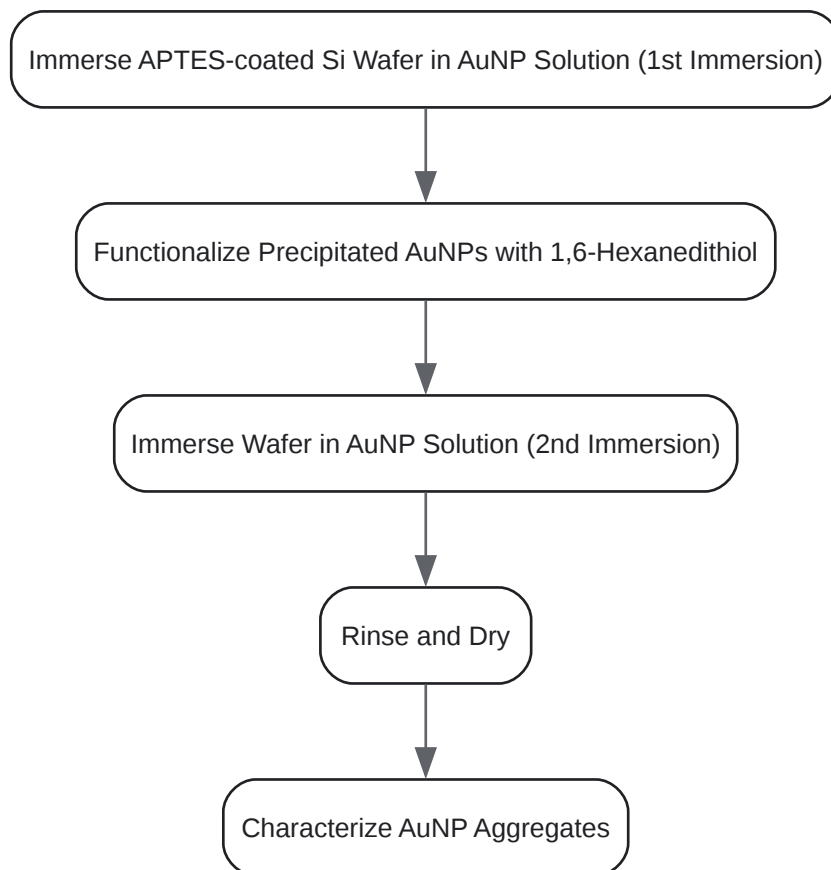 Immerse APTES-coated Si Wafer in AuNP Solution (1st Immersion)
Functionalize Precipitated AuNPs with 1,6-Hexanedithiol
Immerse Wafer in AuNP Solution (2nd Immersion)
Rinse and Dry
Characterize AuNP Aggregates